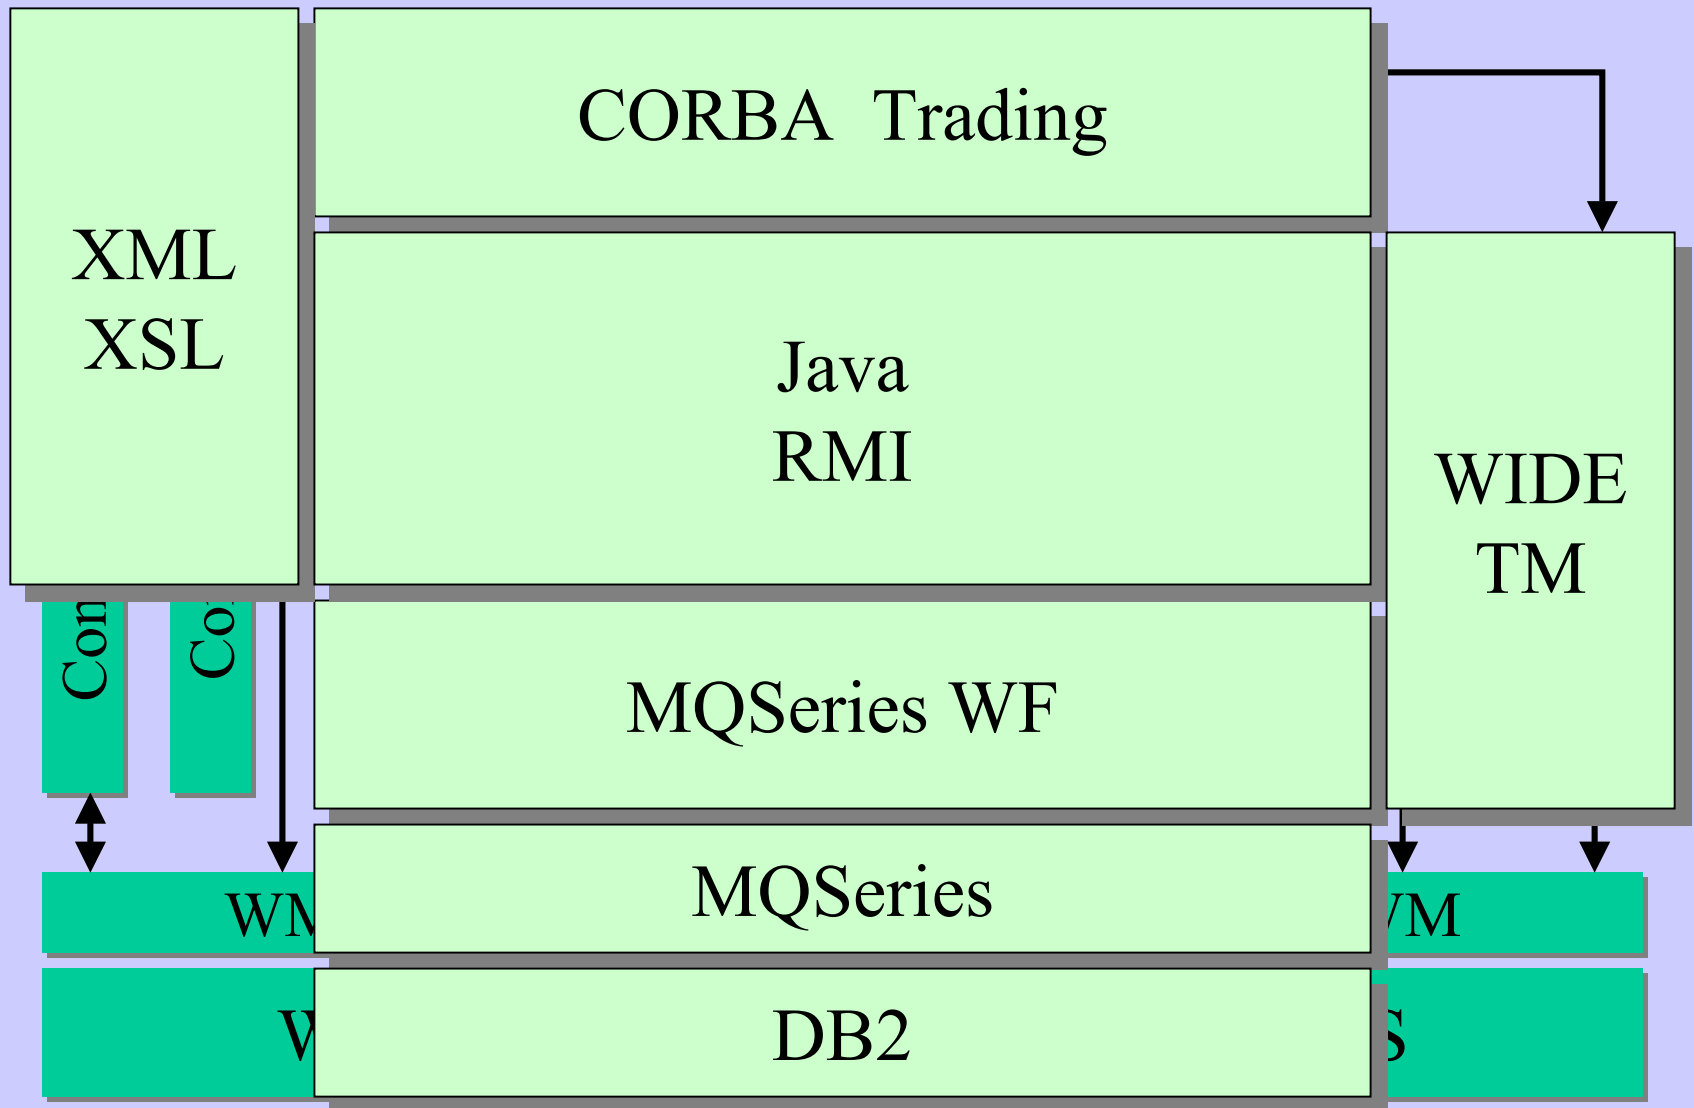 CORBA Trading
XML
XSL
Java
RMI
WIDE
TM
MQSeries WF
MQSeries
DB2